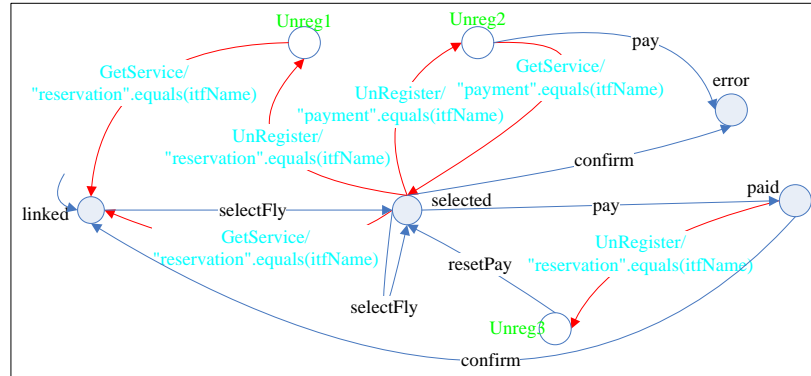 Unreg1
Unreg2
pay
GetService/
"reservation".equals(itfName)
GetService/
"payment".equals(itfName)
error
UnRegister/
"payment".equals(itfName)
UnRegister/
"reservation".equals(itfName)
confirm
linked
selectFly
selected
pay
paid
GetService/
"reservation".equals(itfName)
UnRegister/
"reservation".equals(itfName)
resetPay
selectFly
Unreg3
confirm